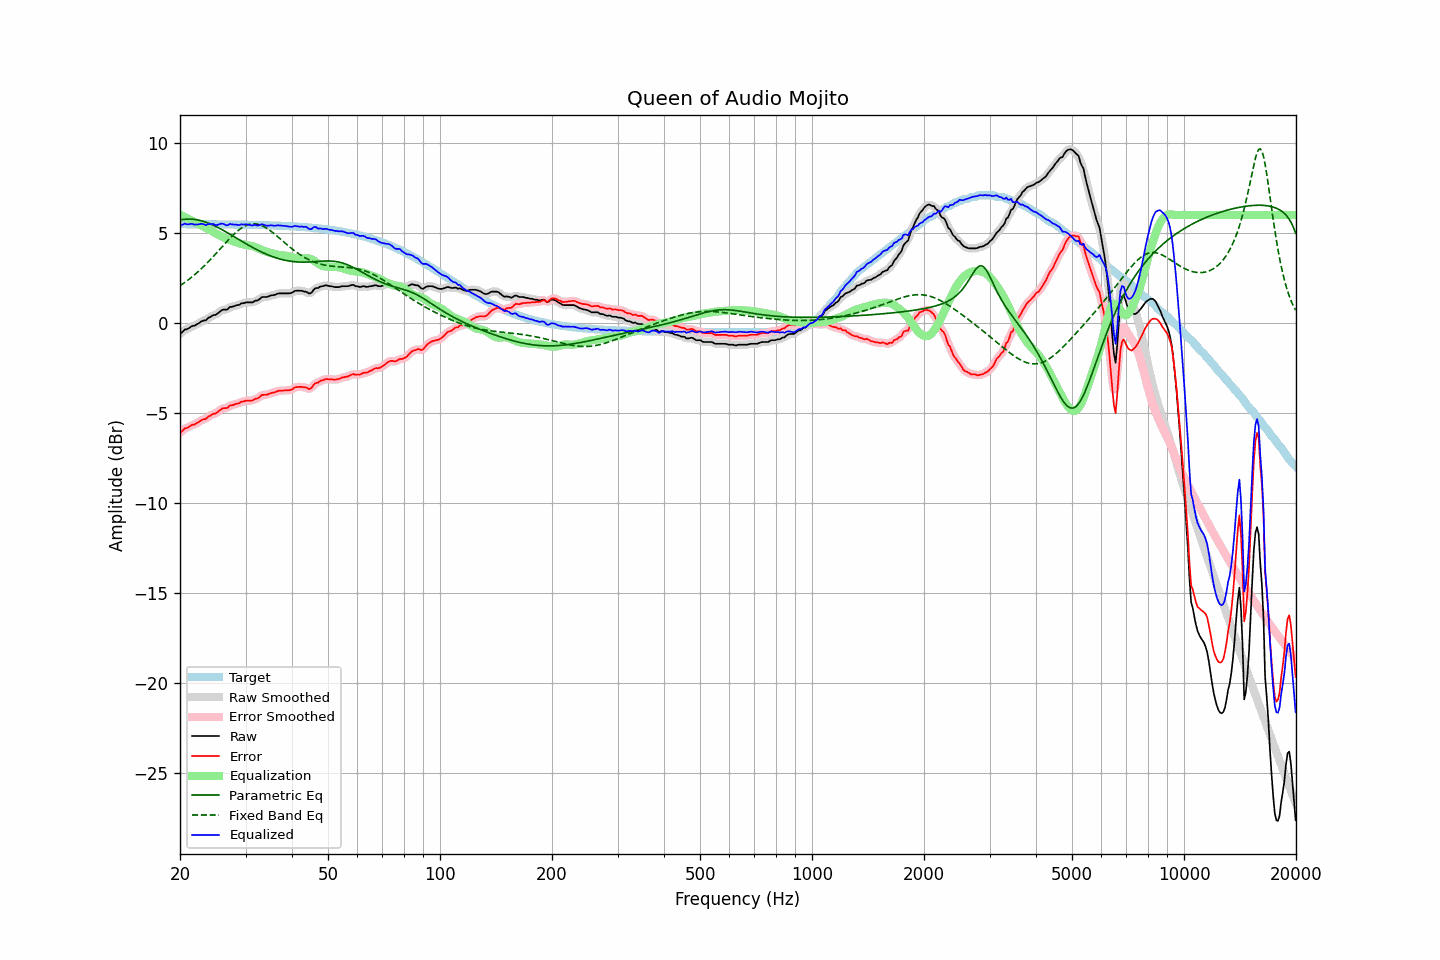 Queen of Audio Mojito
10
5
0
−5
−10
−15
−20
−25
Amplitude (dBr)
Target
Raw Smoothed
Error Smoothed
Raw
Error
Equalization
Parametric Eq
Fixed Band Eq
Equalized
20 50 100 200 500 1000 2000 5000 10000 20000
Frequency (Hz)